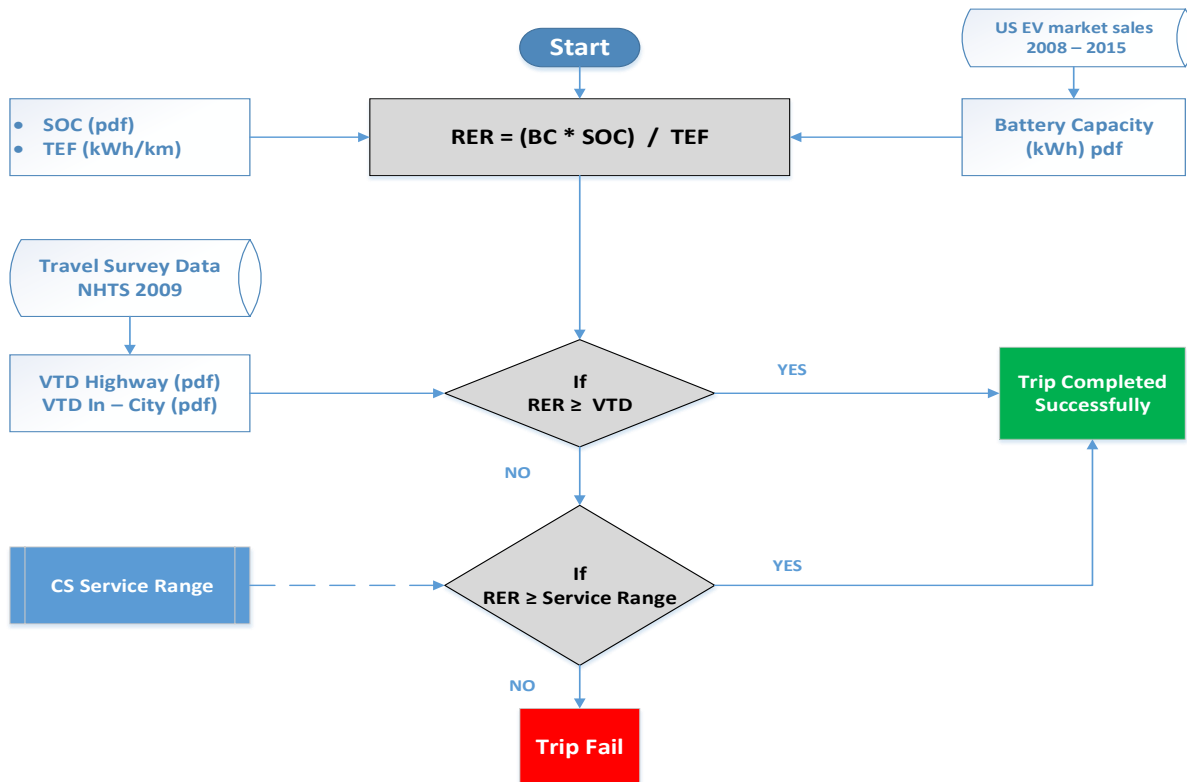 Start
US EV market sales
2008 – 2015
• SOC (pdf)
• TEF (kWh/km)
RER = (BC * SOC) / TEF
Battery Capacity
(kWh) pdf
Travel Survey Data
NHTS 2009
VTD Highway (pdf)
VTD In – City (pdf)
If
RER ≥ VTD
YES
Trip Completed
Successfully
NO
CS Service Range
If
RER ≥ Service Range
YES
NO
Trip Fail